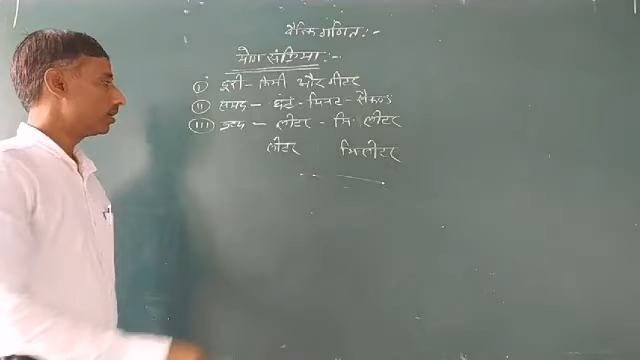 वैदिक गणित :-
योग संक्रिया :-
(i) दूरी - किमी और मीटर
(ii) समय - घंटे - मिनट - सैकण्ड
(iii) द्रव्य - लीटर - मि. लीटर
लीटर मिलीटर